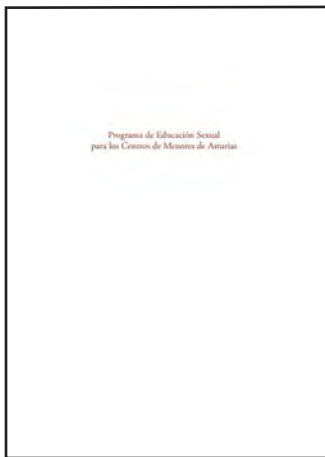 Programa de Educación Sexual
para los Centros de Menores de Asturias